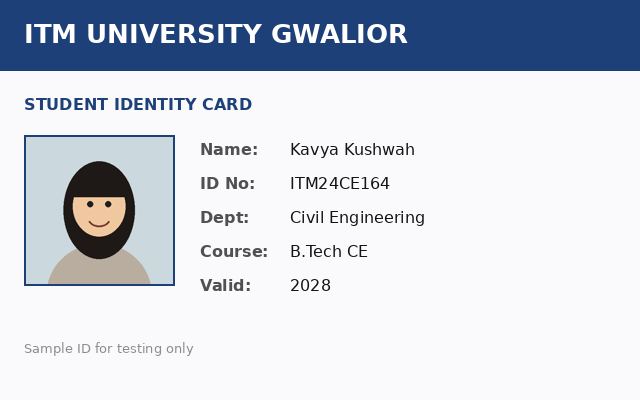 ITM UNIVERSITY GWALIOR
STUDENT IDENTITY CARD
Name: Kavya Kushwah
ID No: ITM24CE164
Dept: Civil Engineering
Course: B.Tech CE
Valid: 2028
Sample ID for testing only